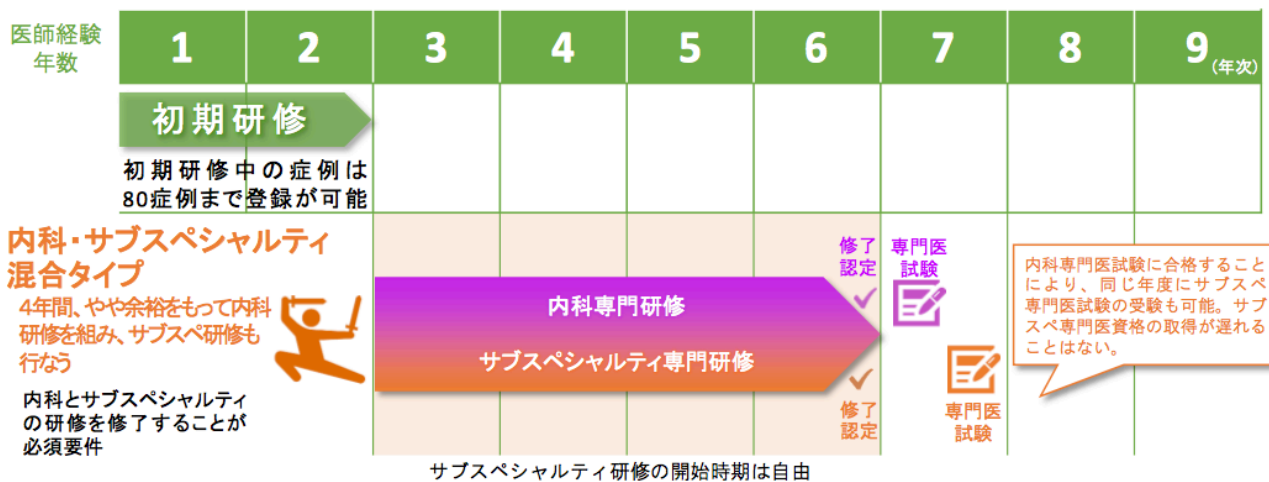 医師経験
年数
1 2 3 4 5 6 7 8 9(年次)
初期研修
初期研修中の症例は
80症例まで登録が可能
内科・サブスペシャルティ
混合タイプ
4年間、やや余裕をもって内科
研修を組み、サブスペ研修も
行なう
内科とサブスペシャルティ
の研修を修了することが
必須要件
内科専門研修
サブスペシャルティ専門研修
修了
認定
専門医
試験
修了
認定
専門医
試験
内科専門医試験に合格すること
により、同じ年度にサブスペ
専門医試験の受験も可能。サブ
スペ専門医資格の取得が遅れる
ことはない。
サブスペシャルティ研修の開始時期は自由